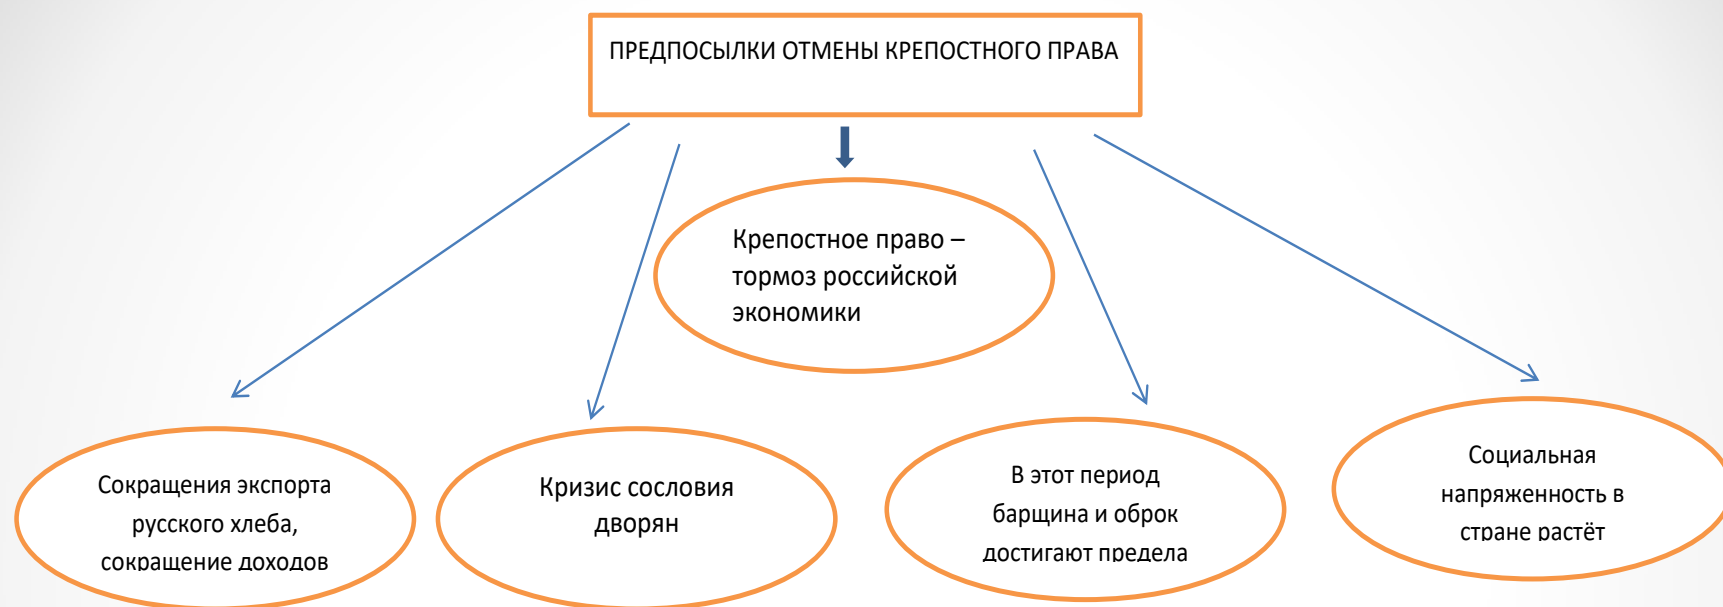 ПРЕДПОСЫЛКИ ОТМЕНЫ КРЕПОСТНОГО ПРАВА
Крепостное право –
тормоз российской
экономики
Сокращения экспорта
русского хлеба,
сокращение доходов
Кризис сословия
дворян
В этот период
барщина и оброк
достигают предела
Социальная
напряженность в
стране растёт